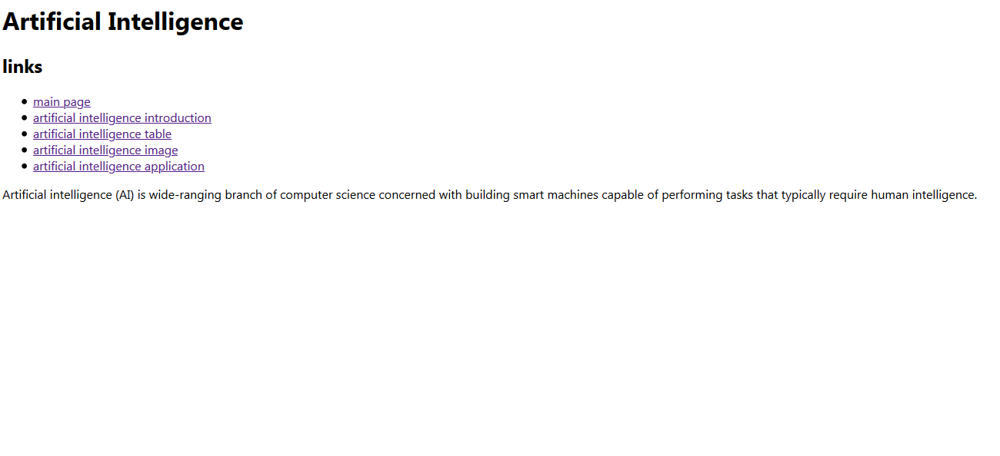 Artificial Intelligence
links
main page
artificial intelligence introduction
artificial intelligence table
artificial intelligence image
artificial intelligence application
Artificial intelligence (AI) is wide-ranging branch of computer science concerned with building smart machines capable of performing tasks that typically require human intelligence.